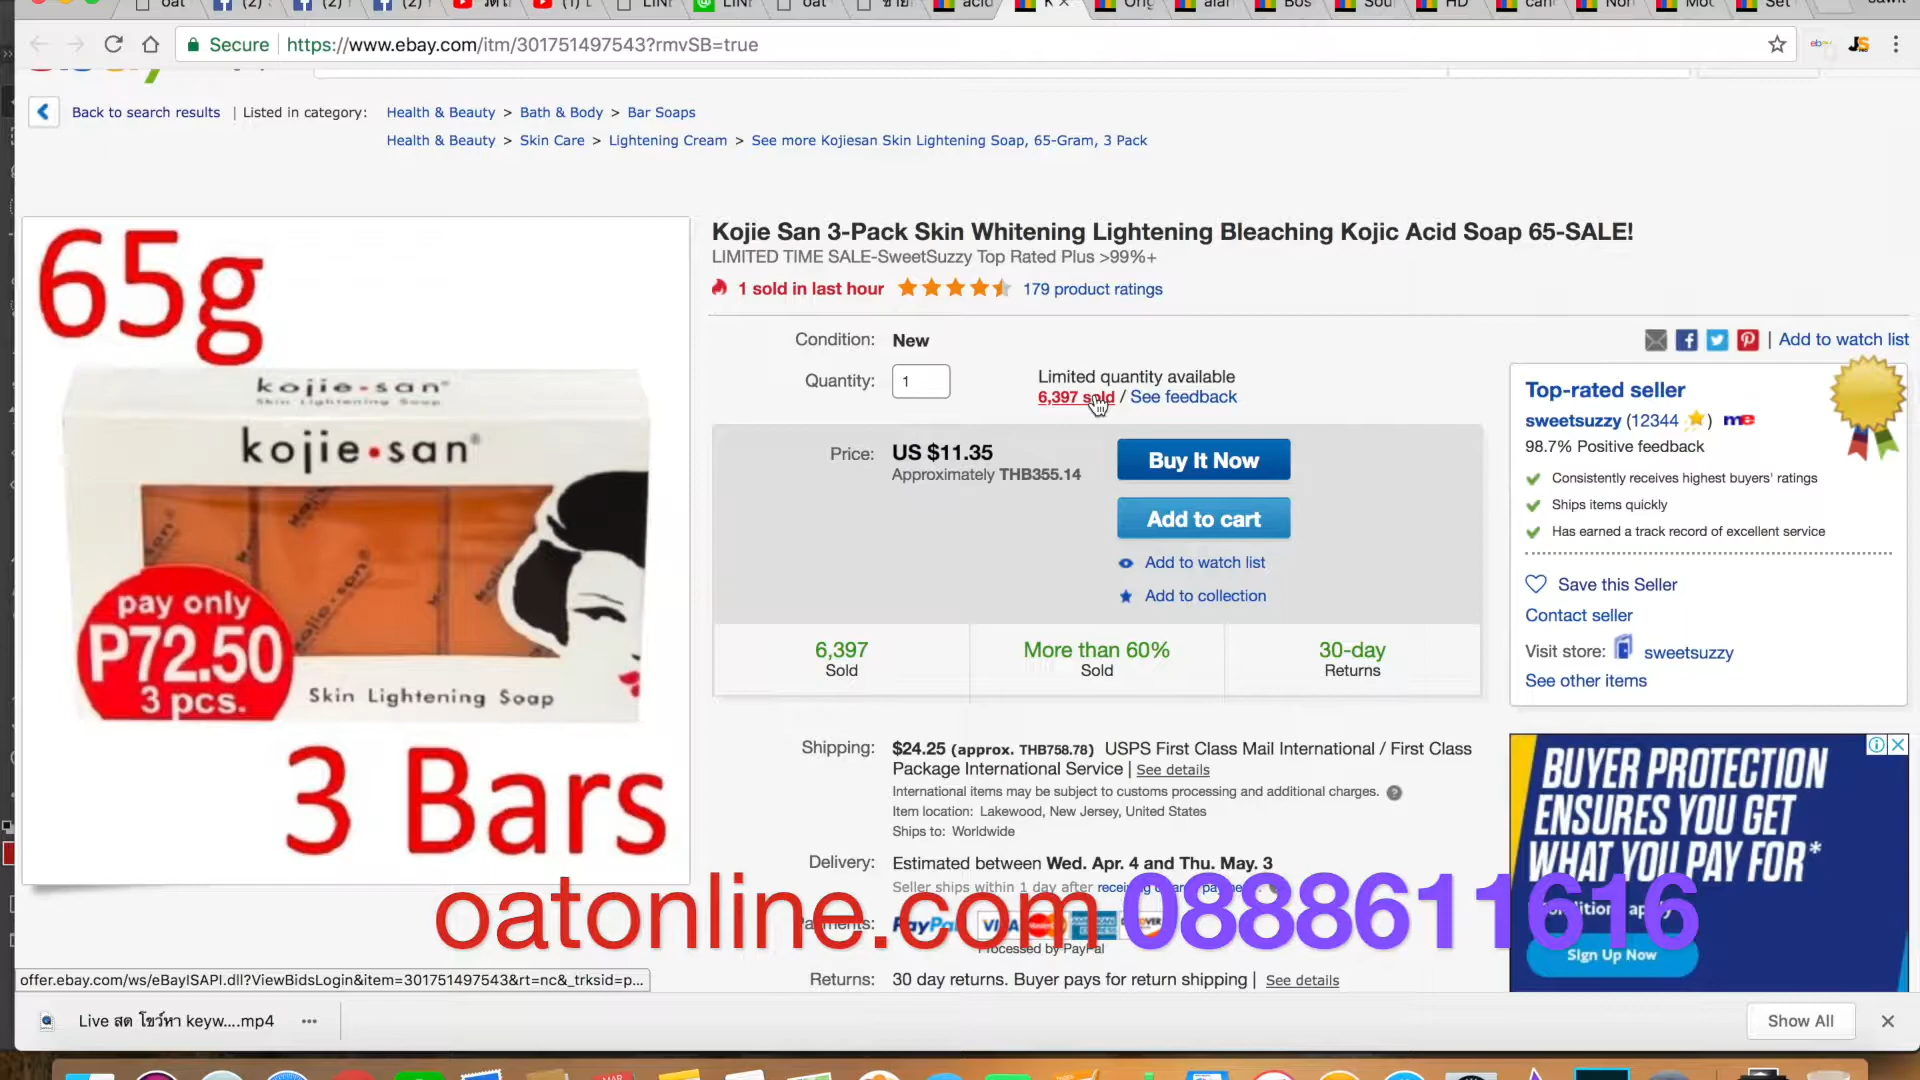 Secure
https://www.ebay.com/itm/301751497543?rmvSB=true
Back to search results | Listed in category: Health & Beauty > Bath & Body > Bar Soaps
Health & Beauty > Skin Care > Lightening Cream > See more Kojiesan Skin Lightening Soap, 65-Gram, 3 Pack
65g
kojie-san
Skin Lightening Soap
kojie•san®
pay only
P72.50
3 pcs.
Skin Lightening Soap
3 Bars
Kojie San 3-Pack Skin Whitening Lightening Bleaching Kojic Acid Soap 65-SALE!
LIMITED TIME SALE-SweetSuzzy Top Rated Plus >99%+
1 sold in last hour
179 product ratings
Condition: New
Quantity: 1
Limited quantity available
6,397 sold / See feedback
Price: US $11.35
Approximately THB355.14
Buy It Now
Add to cart
Add to watch list
Add to collection
6,397
Sold
More than 60%
Sold
30-day
Returns
Shipping: $24.25 (approx. THB758.78) USPS First Class Mail International / First Class
Package International Service | See details
International items may be subject to customs processing and additional charges.
Item location: Lakewood, New Jersey, United States
Ships to: Worldwide
Delivery: Estimated between Wed. Apr. 4 and Thu. May. 3
Seller ships within 1 day after
Payments: PayPal VISA
Processed by PayPal
Returns: 30 day returns. Buyer pays for return shipping | See details
| Add to watch list
Top-rated seller
sweetsuzzy (12344 ) me
98.7% Positive feedback
Consistently receives highest buyers' ratings
Ships items quickly
Has earned a track record of excellent service
Save this Seller
Contact seller
Visit store: sweetsuzzy
See other items
BUYER PROTECTION
ENSURES YOU GET
WHAT YOU PAY FOR*
Sign Up Now
oatonline.com 0888611616
offer.ebay.com/ws/eBayISAPI.dll?ViewBidsLogin&item=301751497543&rt=nc&_trksid=p...
Live สด โชว์หา keyw....mp4
Show All